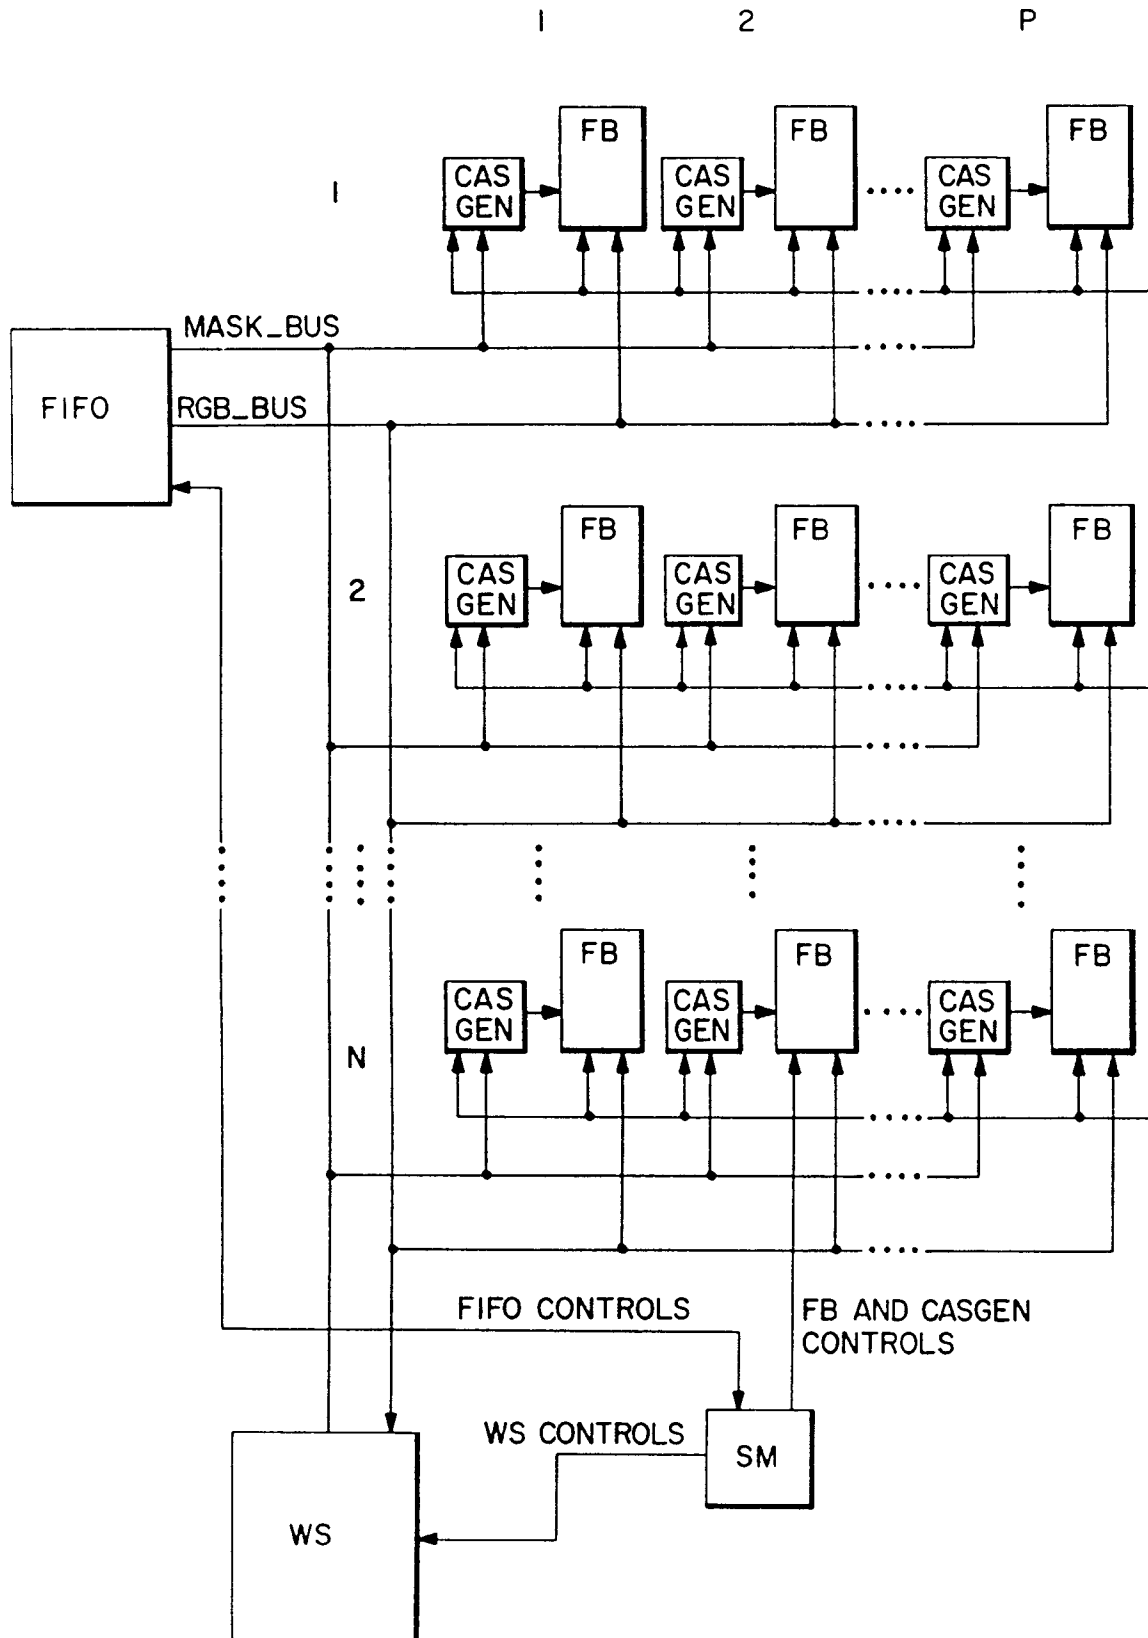 1 2 P
FB FB FB
CAS GEN CAS GEN CAS GEN
1
MASK_BUS
FIFO
RGB_BUS
FB FB FB
CAS GEN CAS GEN CAS GEN
2
FB FB FB
CAS GEN CAS GEN CAS GEN
N
FIFO CONTROLS
FB AND CASGEN
CONTROLS
WS CONTROLS
SM
WS